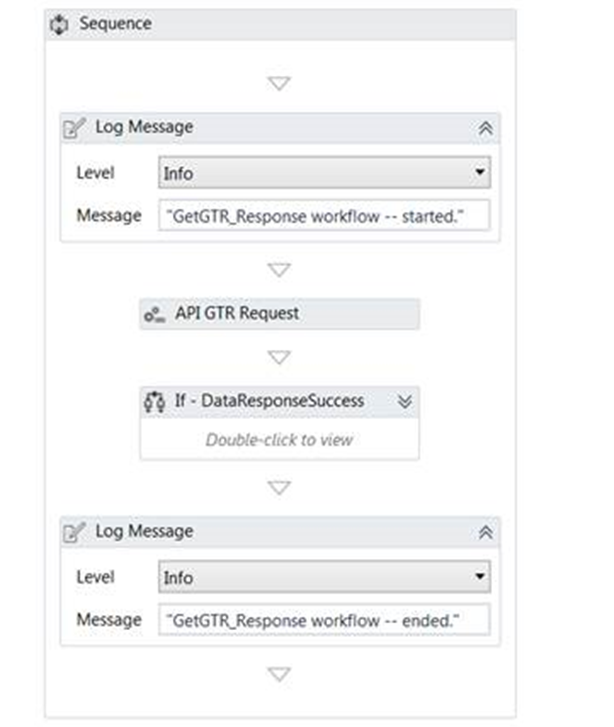 Sequence
Log Message
Level Info
Message "GetGTR_Response workflow -- started."
API GTR Request
If - DataResponseSuccess
Double-click to view
Log Message
Level Info
Message "GetGTR_Response workflow -- ended."